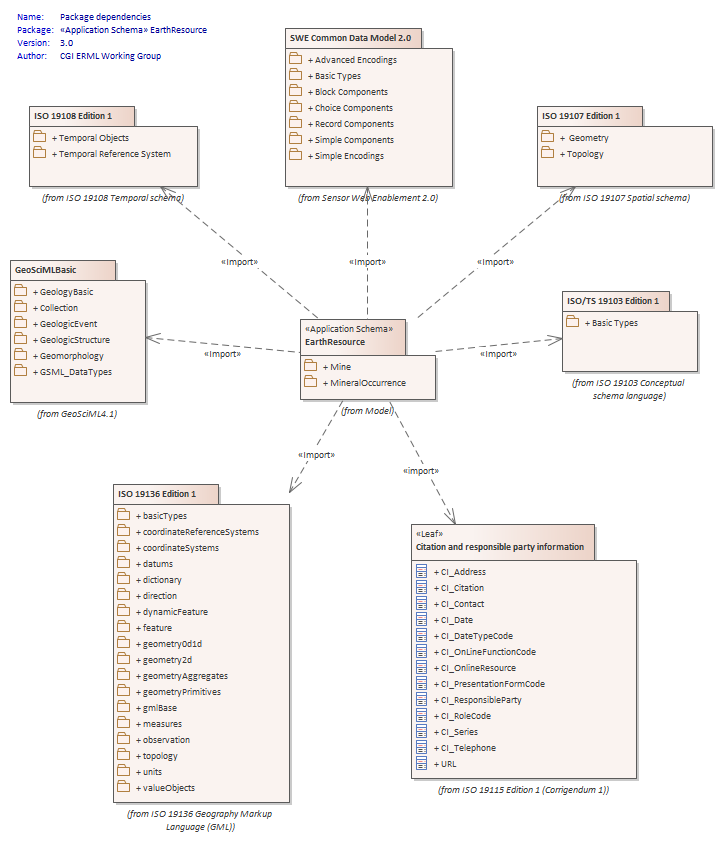 Name: Package dependencies
Package: «Application Schema» EarthResource
Version: 3.0
Author: CGI ERML Working Group
SWE Common Data Model 2.0
+ Advanced Encodings
+ Basic Types
+ Block Components
+ Choice Components
+ Record Components
+ Simple Components
+ Simple Encodings
(from Sensor Web Enablement 2.0)
ISO 19108 Edition 1
+ Temporal Objects
+ Temporal Reference System
(from ISO 19108 Temporal schema)
ISO 19107 Edition 1
+ Geometry
+ Topology
(from ISO 19107 Spatial schema)
«Import»
«Import»
«Import»
GeoSciMLBasic
+ GeologyBasic
+ Collection
+ GeologicEvent
+ GeologicStructure
+ Geomorphology
+ GSML_DataTypes
(from GeoSciML4.1)
«Import»
«Application Schema»
EarthResource
+ Mine
+ MineralOccurrence
(from Model)
«Import»
ISO/TS 19103 Edition 1
+ Basic Types
(from ISO 19103 Conceptual
schema language)
«Import»
«import»
ISO 19136 Edition 1
+ basicTypes
+ coordinateReferenceSystems
+ coordinateSystems
+ datums
+ dictionary
+ direction
+ dynamicFeature
+ feature
+ geometry0d1d
+ geometry2d
+ geometryAggregates
+ geometryPrimitives
+ gmlBase
+ measures
+ observation
+ topology
+ units
+ valueObjects
(from ISO 19136 Geography Markup
Language (GML))
«Leaf»
Citation and responsible party information
+ CI_Address
+ CI_Citation
+ CI_Contact
+ CI_Date
+ CI_DateTypeCode
+ CI_OnLineFunctionCode
+ CI_OnlineResource
+ CI_PresentationFormCode
+ CI_ResponsibleParty
+ CI_RoleCode
+ CI_Series
+ CI_Telephone
+ URL
(from ISO 19115 Edition 1 (Corrigendum 1))